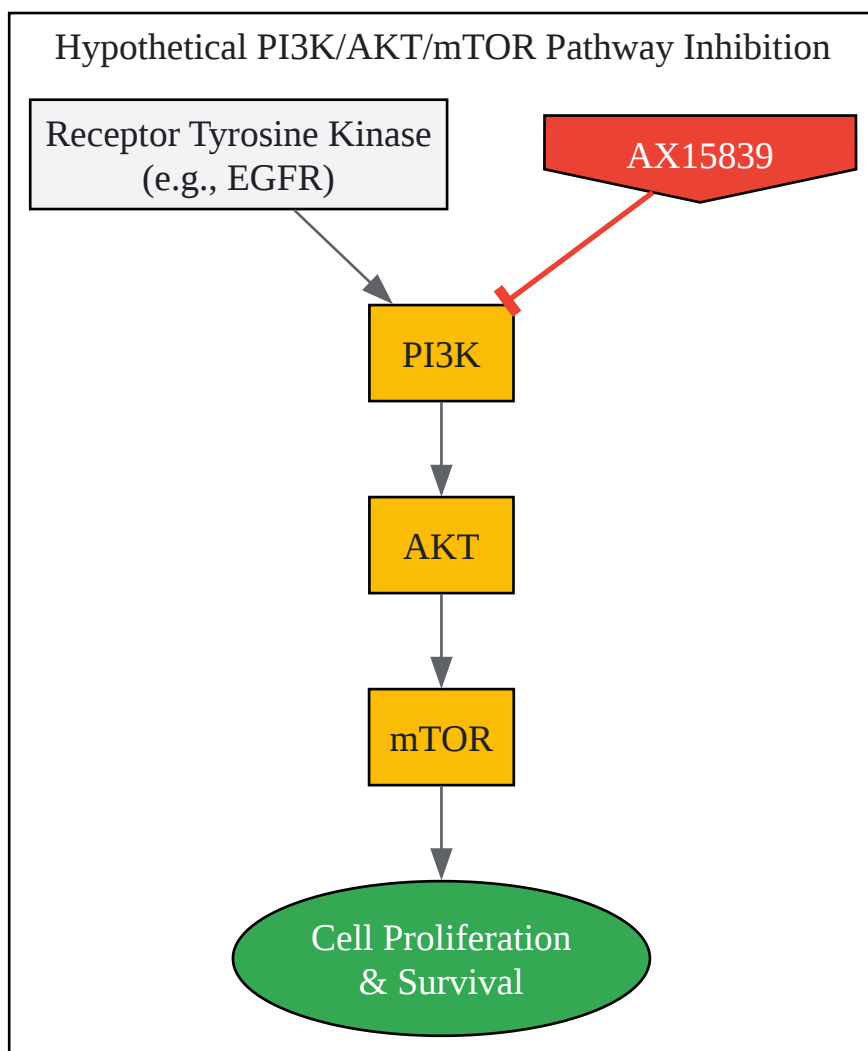 Hypothetical PI3K/AKT/mTOR Pathway Inhibition
Receptor Tyrosine Kinase
(e.g., EGFR)
AX15839
PI3K
AKT
mTOR
Cell Proliferation
& Survival